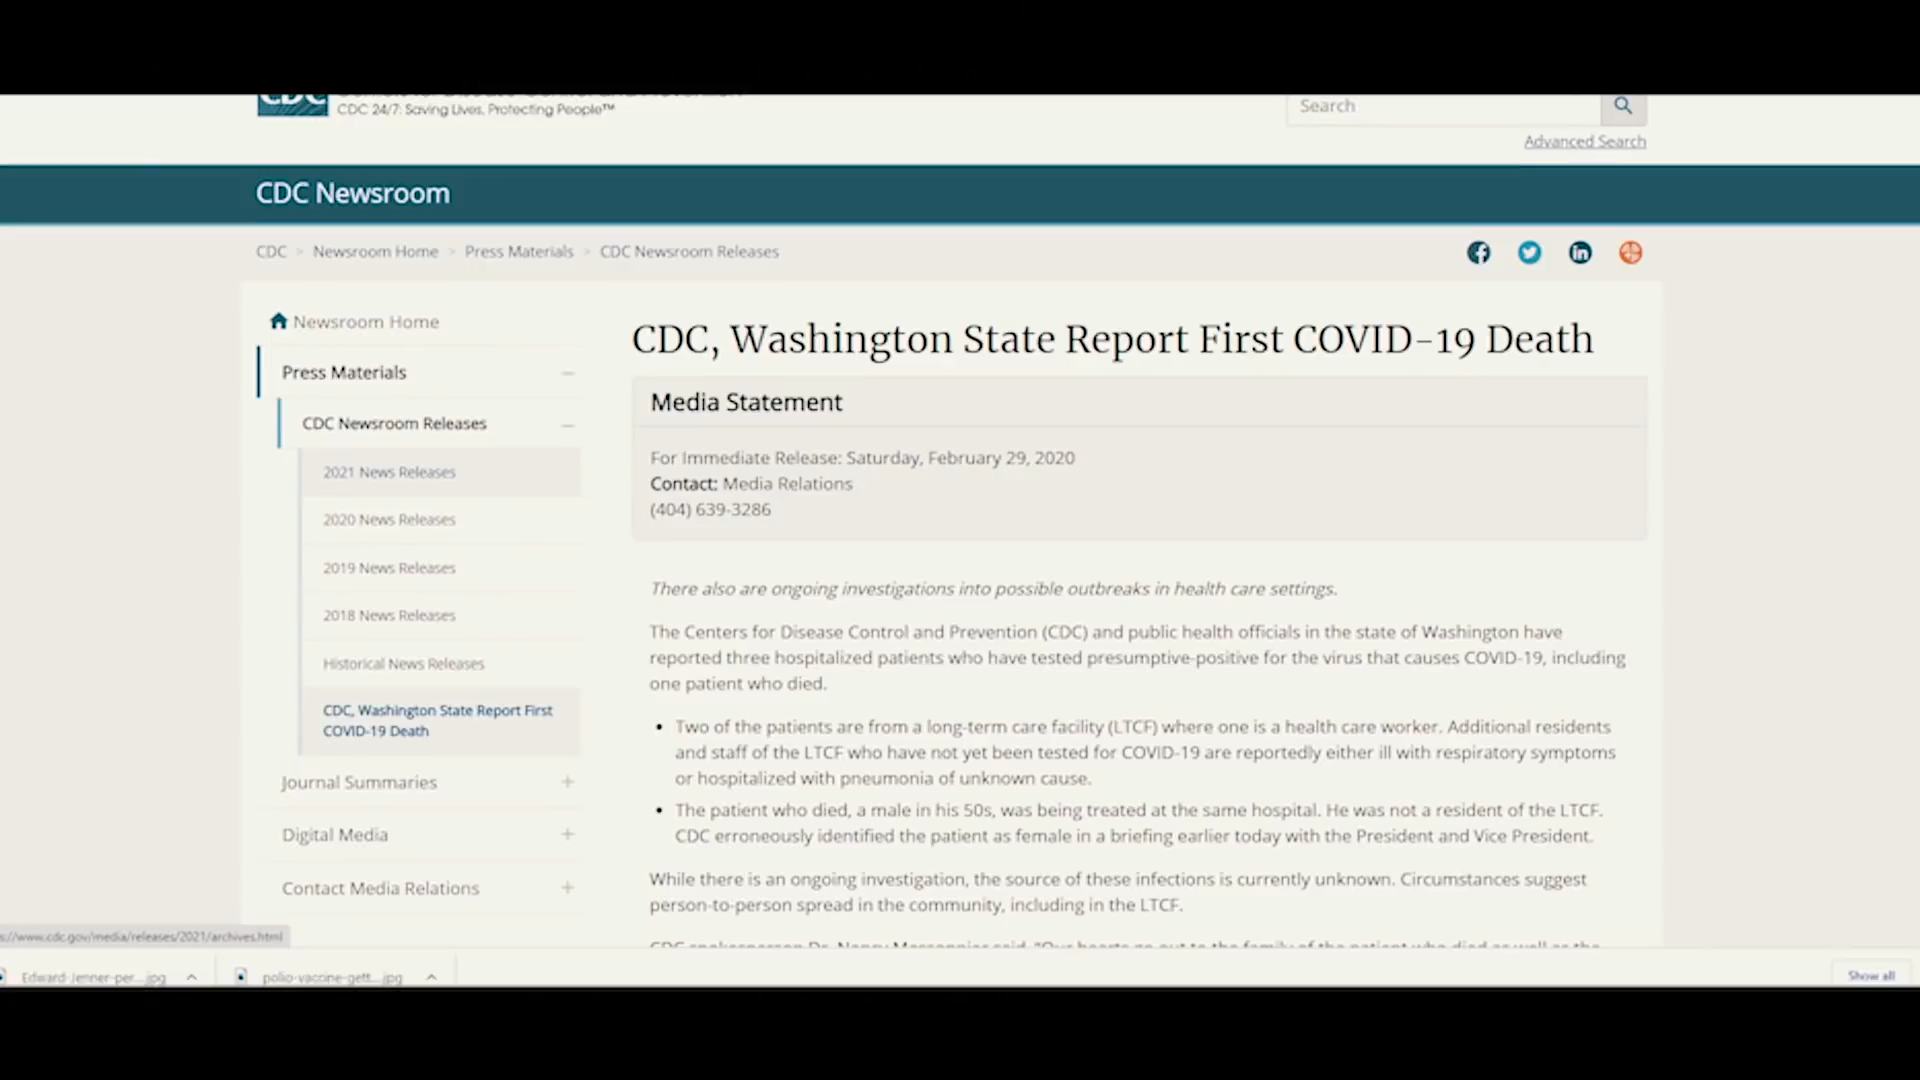 CDC
CDC 24/7: Saving Lives, Protecting People™
Search
Advanced Search
CDC Newsroom
CDC > Newsroom Home > Press Materials > CDC Newsroom Releases
Newsroom Home
Press Materials
CDC Newsroom Releases
2021 News Releases
2020 News Releases
2019 News Releases
2018 News Releases
Historical News Releases
CDC, Washington State Report First
COVID-19 Death
Journal Summaries
Digital Media
Contact Media Relations
CDC, Washington State Report First COVID-19 Death
Media Statement
For Immediate Release: Saturday, February 29, 2020
Contact: Media Relations
(404) 639-3286
There also are ongoing investigations into possible outbreaks in health care settings.
The Centers for Disease Control and Prevention (CDC) and public health officials in the state of Washington have
reported three hospitalized patients who have tested presumptive-positive for the virus that causes COVID-19, including
one patient who died.
• Two of the patients are from a long-term care facility (LTCF) where one is a health care worker. Additional residents
and staff of the LTCF who have not yet been tested for COVID-19 are reportedly either ill with respiratory symptoms
or hospitalized with pneumonia of unknown cause.
• The patient who died, a male in his 50s, was being treated at the same hospital. He was not a resident of the LTCF.
CDC erroneously identified the patient as female in a briefing earlier today with the President and Vice President.
While there is an ongoing investigation, the source of these infections is currently unknown. Circumstances suggest
person-to-person spread in the community, including in the LTCF.
s://www.cdc.gov/media/releases/2021/archives.html
Edward-Jenner-per....jpg
polio-vaccine-gett....jpg
Show all